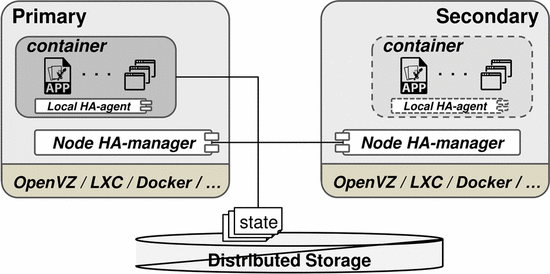 Primary
container
APP
. . .
Local HA-agent
Node HA-manager
OpenVZ / LXC / Docker / ...
Secondary
container
APP
. . .
Local HA-agent
Node HA-manager
OpenVZ / LXC / Docker / ...
state
Distributed Storage